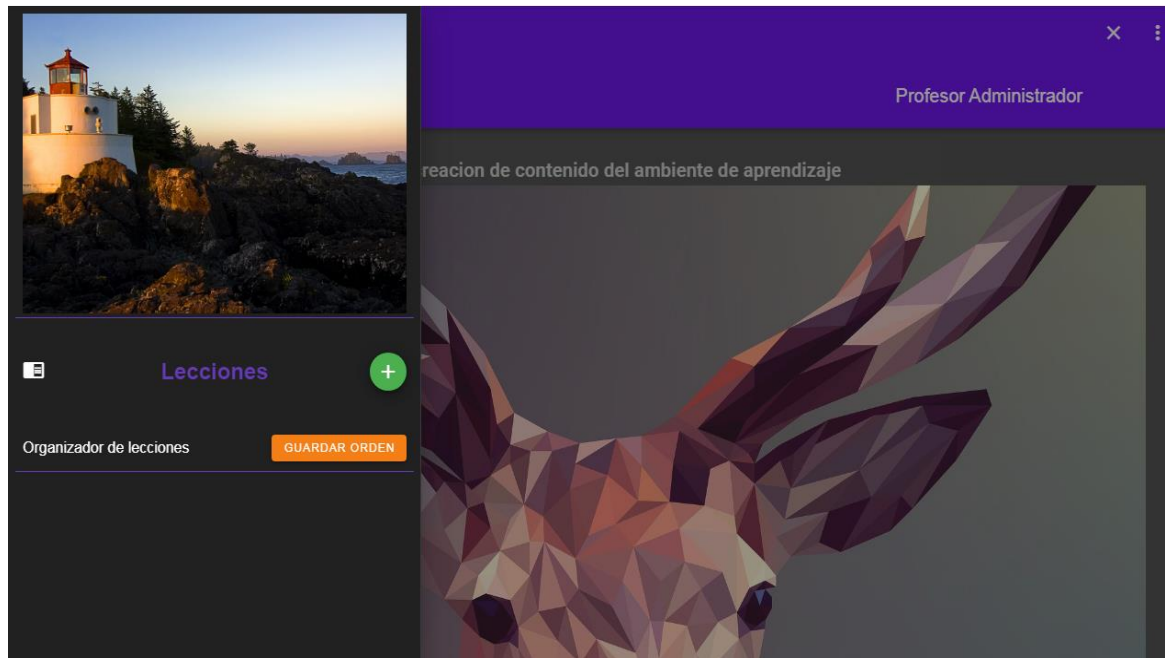 Profesor Administrador
reacion de contenido del ambiente de aprendizaje
Lecciones
Organizador de lecciones
GUARDAR ORDEN